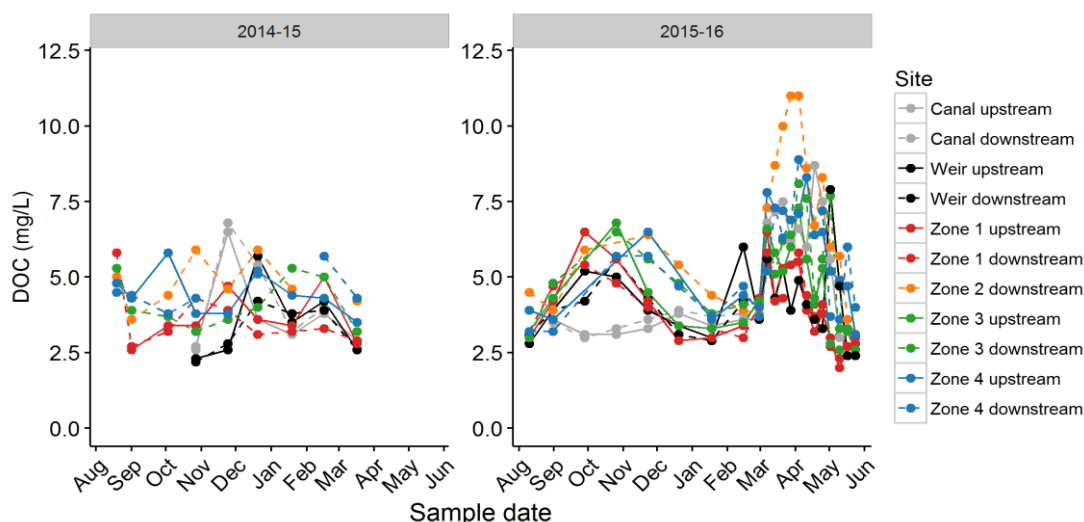 2014-15
2015-16
12.5
10.0
7.5
5.0
2.5
0.0
DOC (mg/L)
12.5
10.0
7.5
5.0
2.5
0.0
Aug Sep Oct Nov Dec Jan Feb Mar Apr May Jun
Aug Sep Oct Nov Dec Jan Feb Mar Apr May Jun
Sample date
Site
Canal upstream
Canal downstream
Weir upstream
Weir downstream
Zone 1 upstream
Zone 1 downstream
Zone 2 downstream
Zone 3 upstream
Zone 3 downstream
Zone 4 upstream
Zone 4 downstream